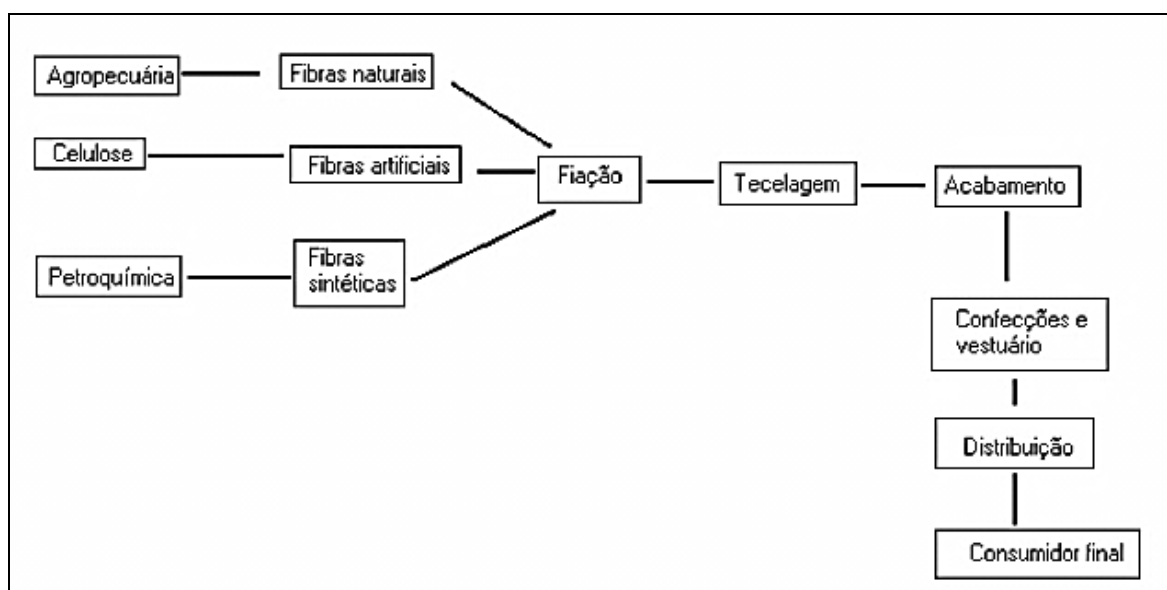 Agropecuária
Fibras naturais
Celulose
Fibras artificiais
Fiação
Tecelagem
Acabamento
Petroquímica
Fibras
sintéticas
Confecções e
vestuário
Distribuição
Consumidor final